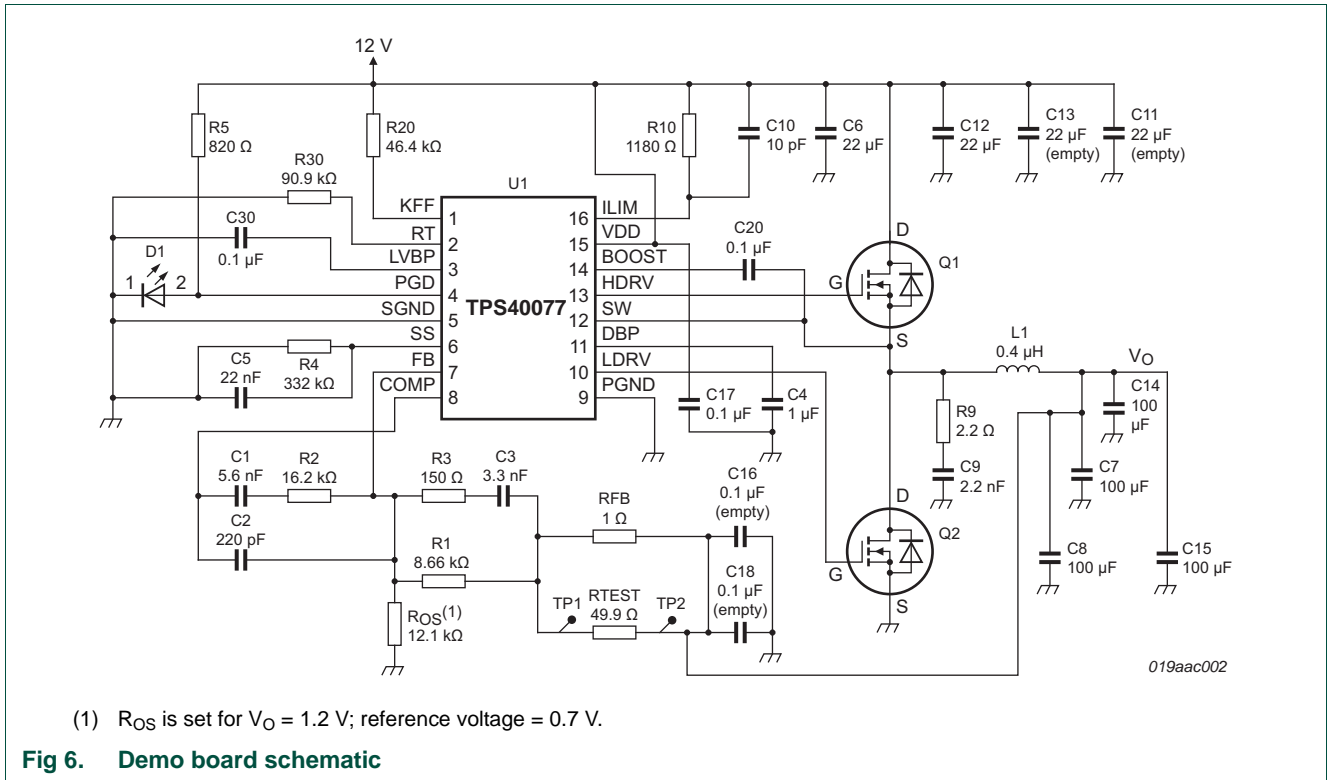 12 V
R5
820 Ω
R20
46.4 kΩ
R30
90.9 kΩ
C30
0.1 µF
D1
1
2
U1
TPS40077
KFF
1
RT
2
LVBP
3
PGD
4
SGND
5
SS
6
FB
7
COMP
8
16
ILIM
15
VDD
14
BOOST
13
HDRV
12
SW
11
DBP
10
LDRV
9
PGND
R10
1180 Ω
C10
10 pF
C6
22 µF
C12
22 µF
C13
22 µF
(empty)
C11
22 µF
(empty)
C20
0.1 µF
D
Q1
G
S
C5
22 nF
R4
332 kΩ
C17
0.1 µF
C4
1 µF
L1
0.4 µH
VO
C14
100
µF
R9
2.2 Ω
C9
2.2 nF
C7
100 µF
C8
100 µF
C15
100 µF
D
Q2
G
S
C1
5.6 nF
R2
16.2 kΩ
R3
150 Ω
C3
3.3 nF
C2
220 pF
R1
8.66 kΩ
ROS(1)
12.1 kΩ
RFB
1 Ω
C16
0.1 µF
(empty)
C18
0.1 µF
(empty)
TP1
RTEST
49.9 Ω
TP2
019aac002
(1) ROS is set for VO = 1.2 V; reference voltage = 0.7 V.
Fig 6. Demo board schematic